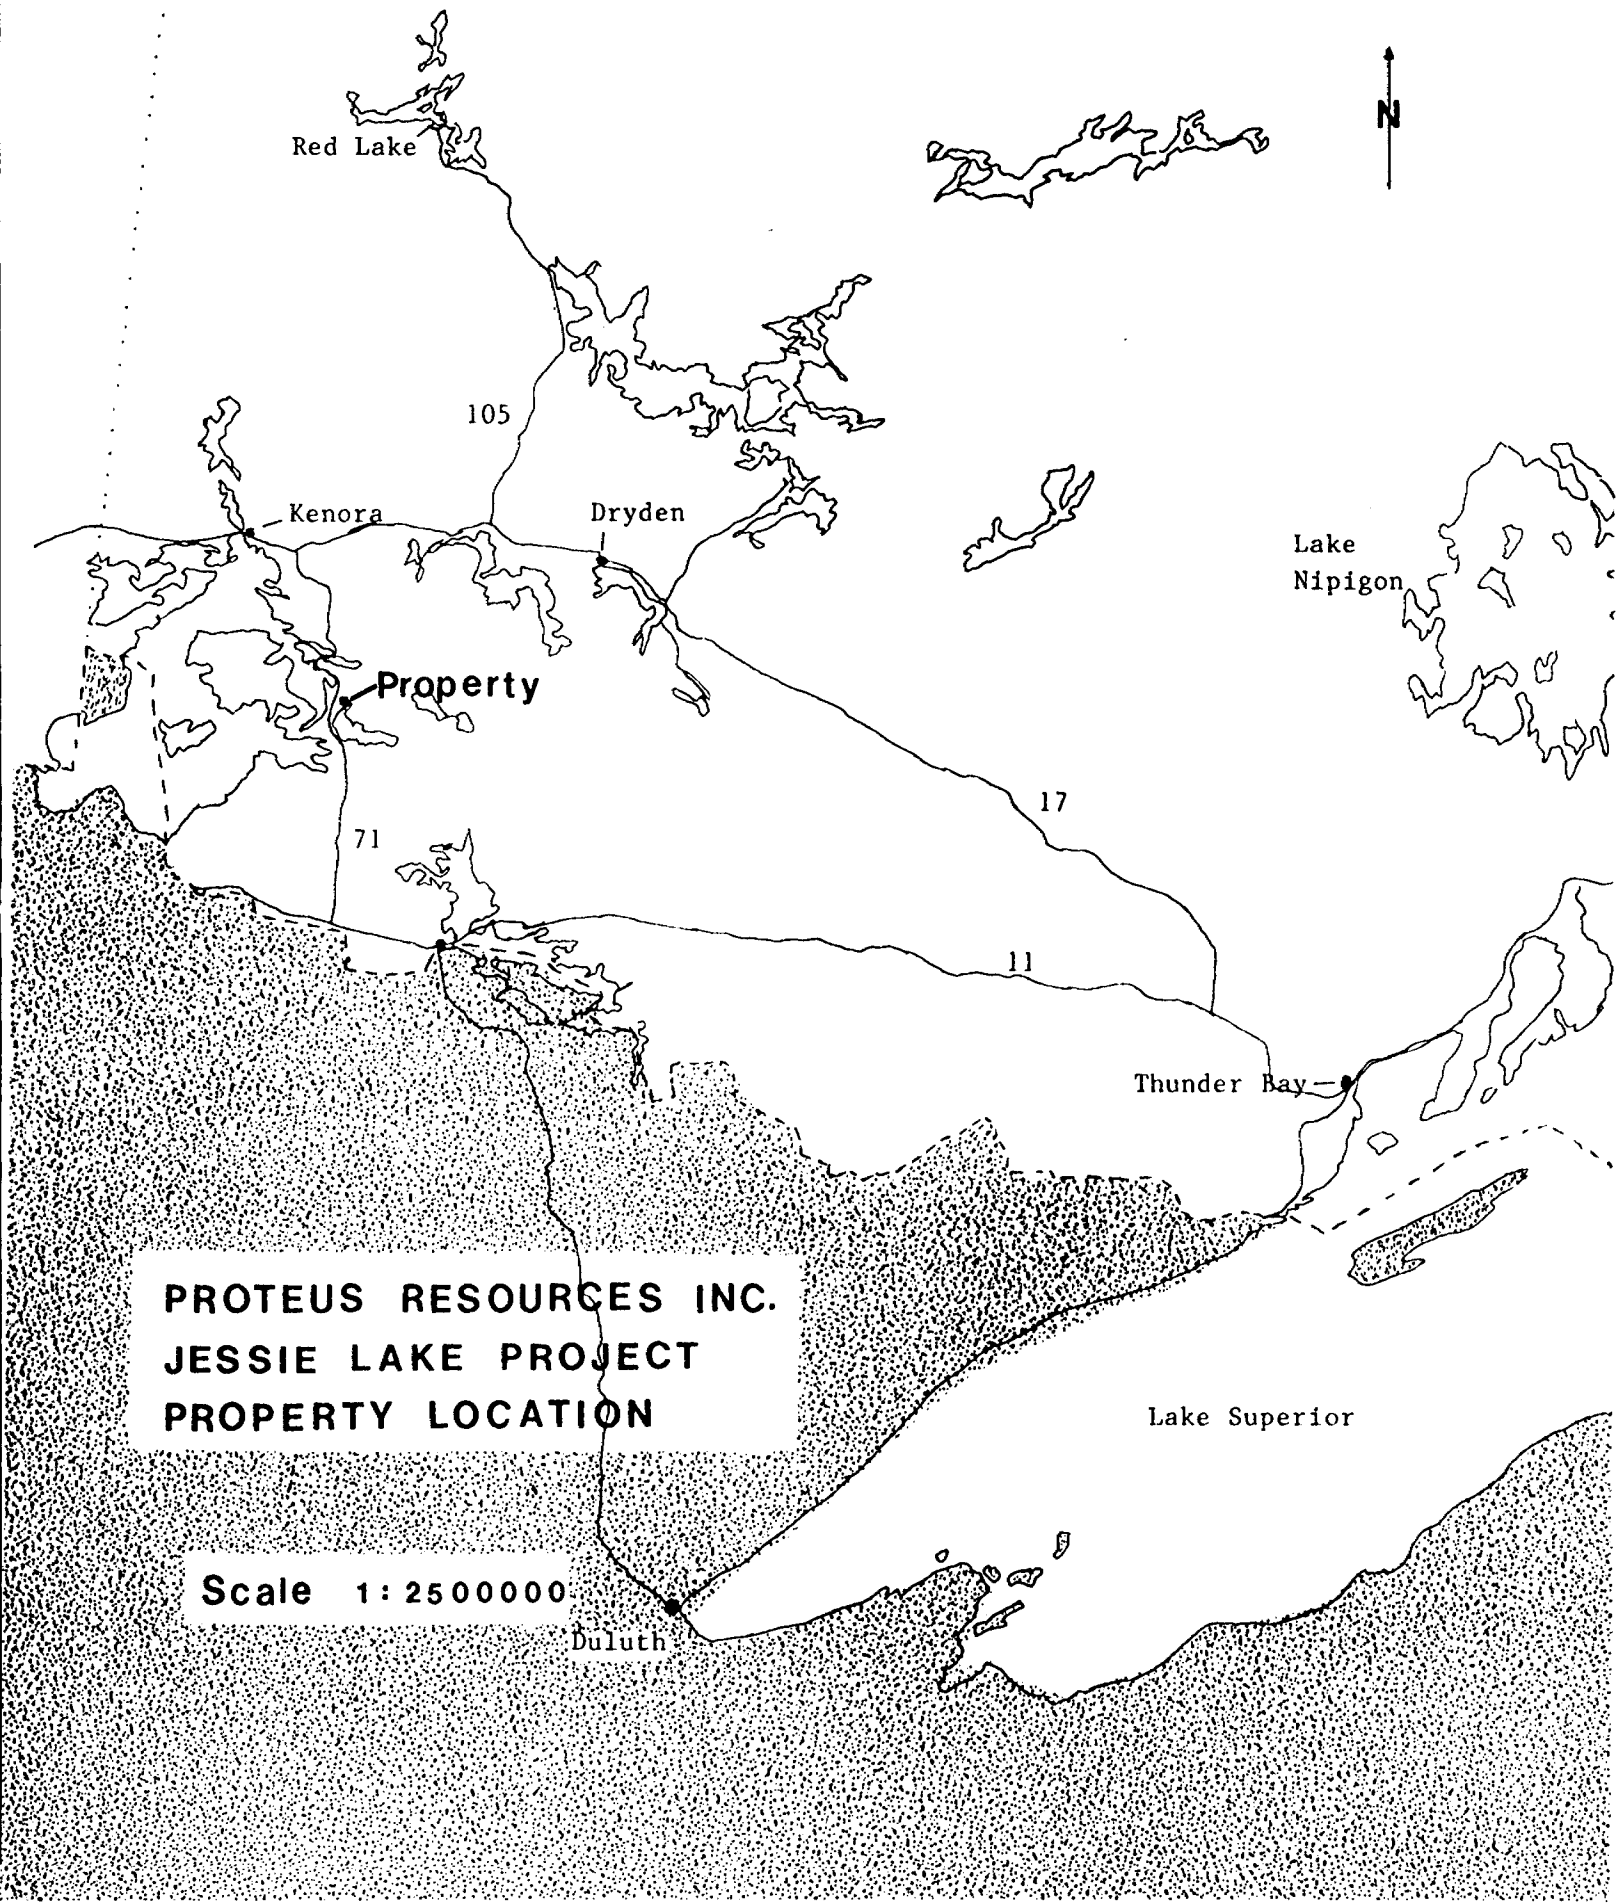 N
Red Lake
105
Kenora
Dryden
Lake
Nipigon
Property
17
71
11
Thunder Bay
PROTEUS RESOURCES INC.
JESSIE LAKE PROJECT
PROPERTY LOCATION
Lake Superior
Scale 1:2500000
Duluth